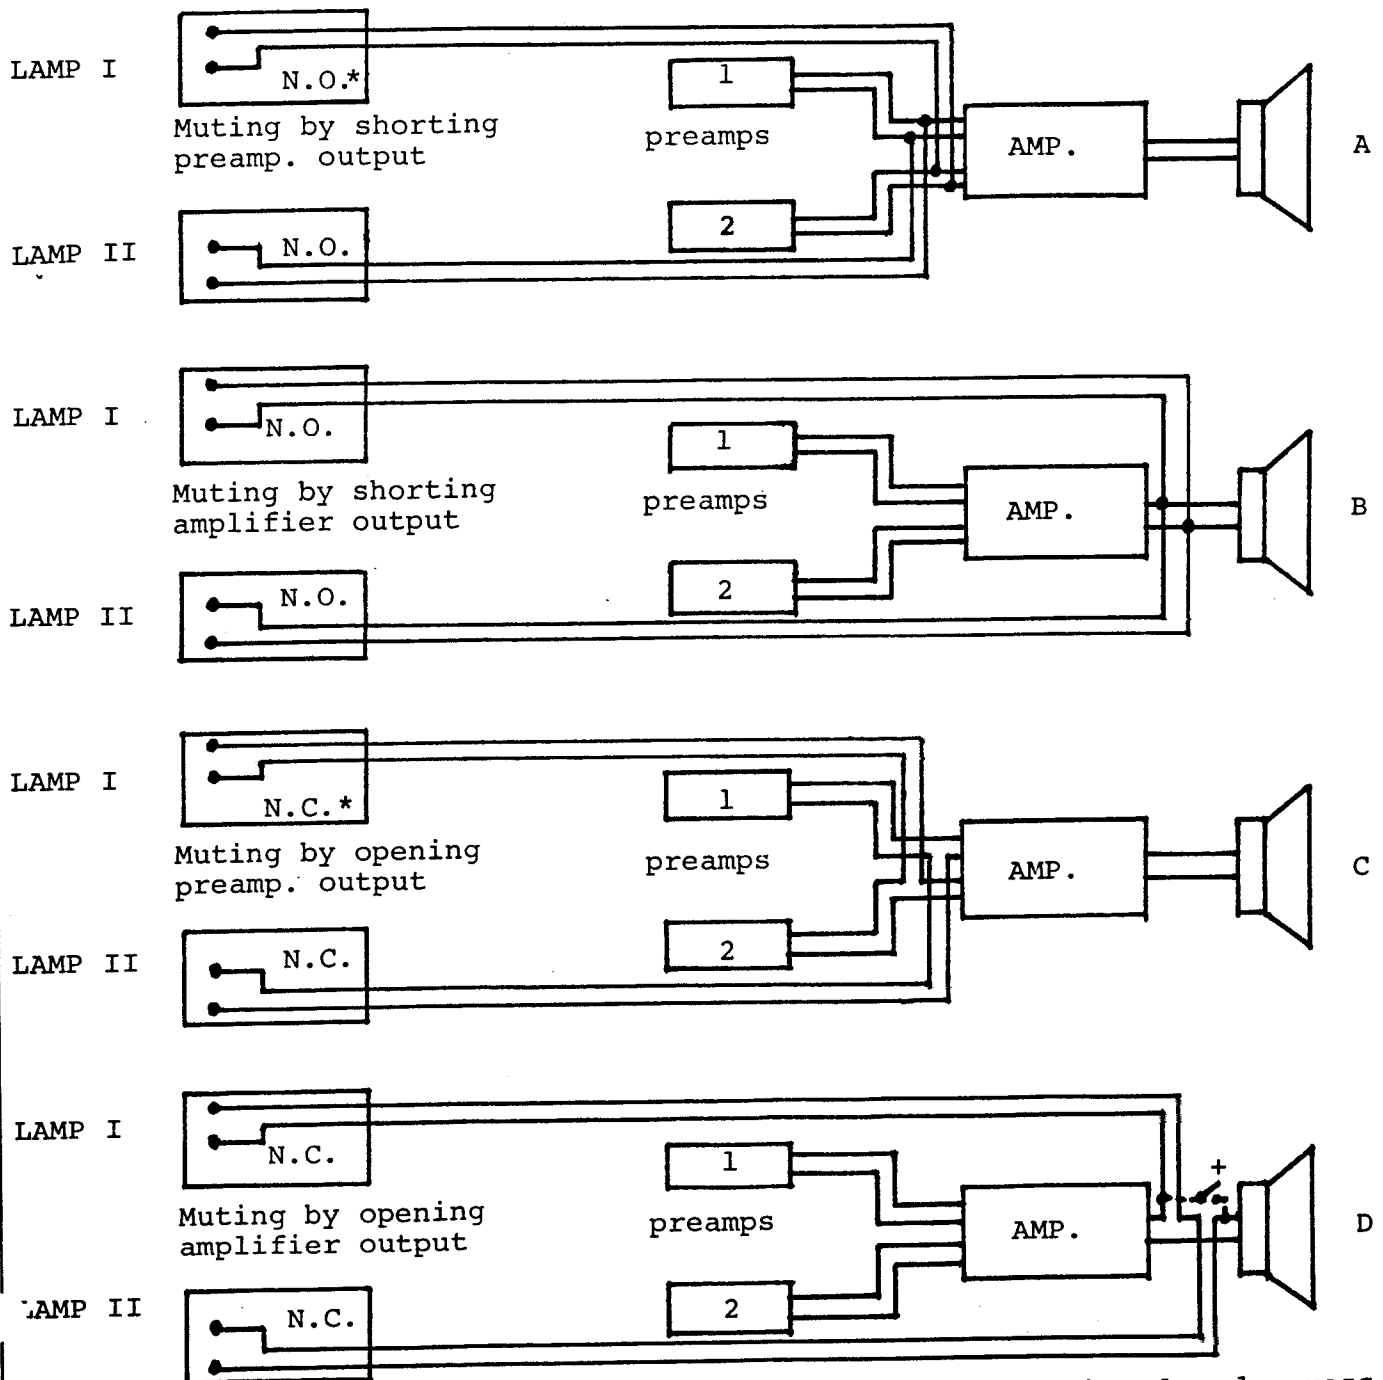 LAMP I
N.O.*
1
Muting by shorting
preamp. output
preamps
AMP.
A
LAMP II
N.O.
2
LAMP I
N.O.
1
Muting by shorting
amplifier output
preamps
AMP.
B
LAMP II
N.O.
2
LAMP I
N.C.*
1
Muting by opening
preamp. output
preamps
AMP.
C
LAMP II
N.C.
2
LAMP I
N.C.
1
+
Muting by opening
amplifier output
preamps
AMP.
D
LAMP II
N.C.
2